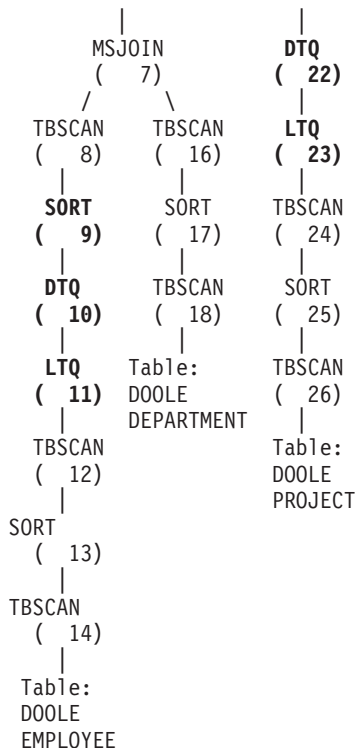 |                    |
MSJOIN              DTQ
(   7)             (  22)
/      \              |
TBSCAN    TBSCAN     LTQ
(   8)    (  16)   (  23)
|         |          |
SORT      SORT     TBSCAN
(   9)    (  17)   (  24)
|         |          |
DTQ     TBSCAN      SORT
(  10)    (  18)   (  25)
|         |          |
LTQ     Table:     TBSCAN
(  11)  DOOLE      (  26)
|     DEPARTMENT     |
TBSCAN             Table:
(  12)             DOOLE
|                PROJECT
SORT
(  13)
|
TBSCAN
(  14)
|
Table:
DOOLE
EMPLOYEE